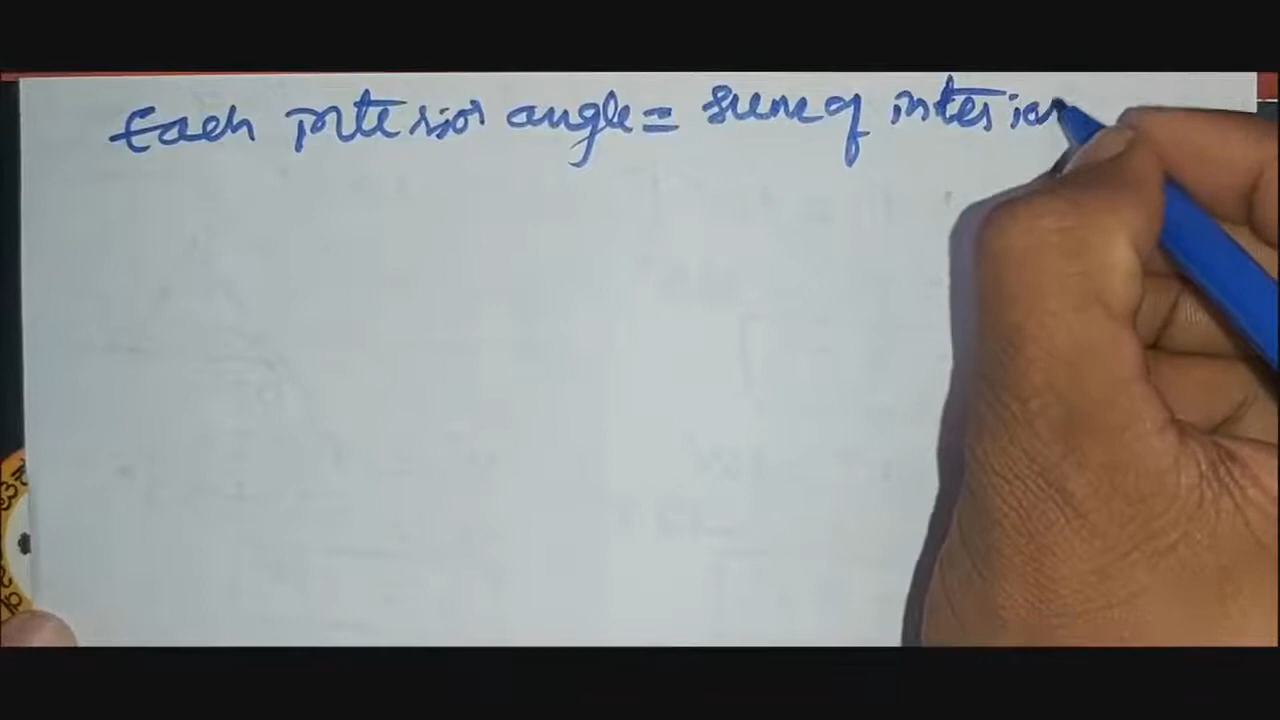 Each interior angle = sum of interior